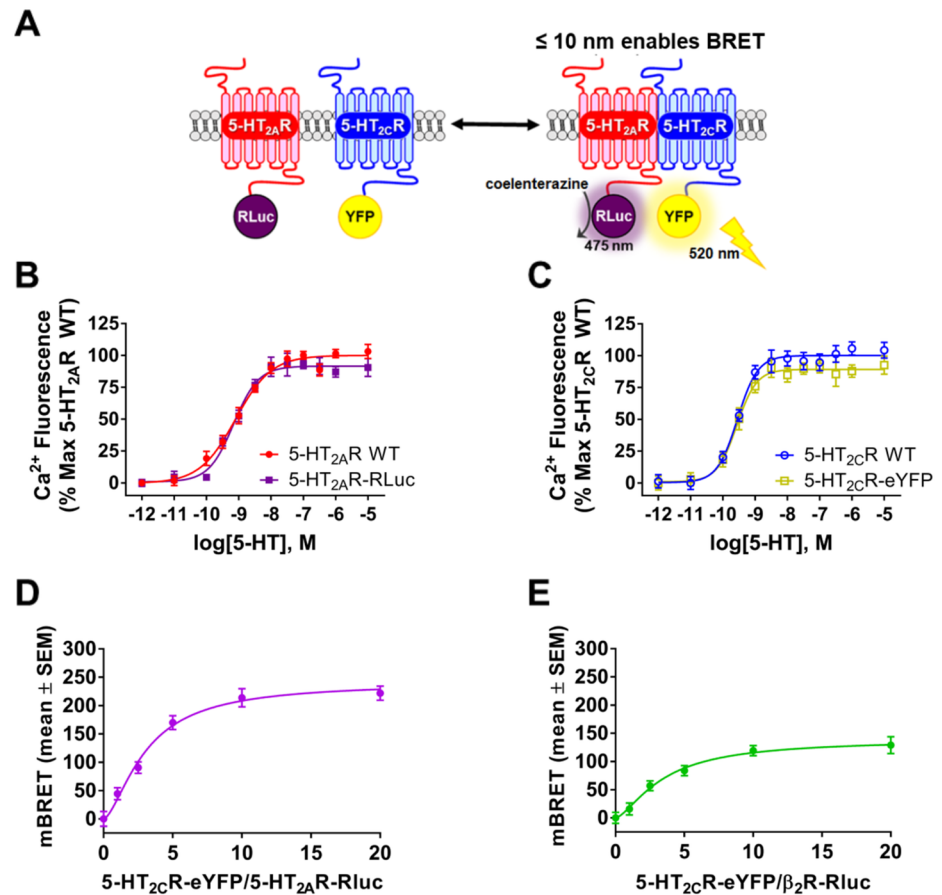 A
≤ 10 nm enables BRET
5-HT2AR
5-HT2CR
5-HT2AR
5-HT2CR
coelenterazine
RLuc
YFP
RLuc
YFP
475 nm
520 nm
B
Ca2+ Fluorescence
(% Max 5-HT2AR WT)
125
100
75
50
25
0
5-HT2AR WT
5-HT2AR-RLuc
-12 -11 -10 -9 -8 -7 -6 -5
log[5-HT], M
C
Ca2+ Fluorescence
(% Max 5-HT2CR WT)
125
100
75
50
25
0
5-HT2CR WT
5-HT2CR-eYFP
-12 -11 -10 -9 -8 -7 -6 -5
log[5-HT], M
D
mBRET (mean ± SEM)
300
250
200
150
100
50
0
0 5 10 15 20
5-HT2CR-eYFP/5-HT2AR-Rluc
E
mBRET (mean ± SEM)
300
250
200
150
100
50
0
0 5 10 15 20
5-HT2CR-eYFP/β2R-Rluc